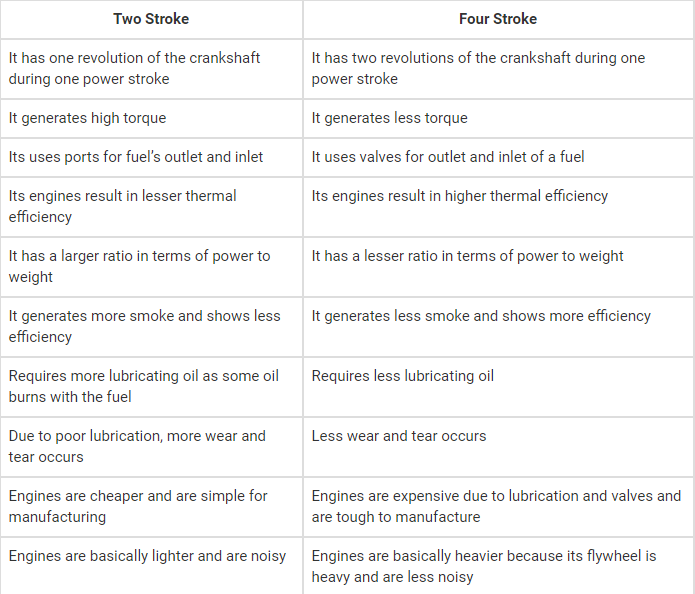 Two Stroke
Four Stroke
It has one revolution of the crankshaft
during one power stroke
It has two revolutions of the crankshaft during one
power stroke
It generates high torque
It generates less torque
Its uses ports for fuel’s outlet and inlet
It uses valves for outlet and inlet of a fuel
Its engines result in lesser thermal
efficiency
Its engines result in higher thermal efficiency
It has a larger ratio in terms of power to
weight
It has a lesser ratio in terms of power to weight
It generates more smoke and shows less
efficiency
It generates less smoke and shows more efficiency
Requires more lubricating oil as some oil
burns with the fuel
Requires less lubricating oil
Due to poor lubrication, more wear and
tear occurs
Less wear and tear occurs
Engines are cheaper and are simple for
manufacturing
Engines are expensive due to lubrication and valves and
are tough to manufacture
Engines are basically lighter and are noisy
Engines are basically heavier because its flywheel is
heavy and are less noisy